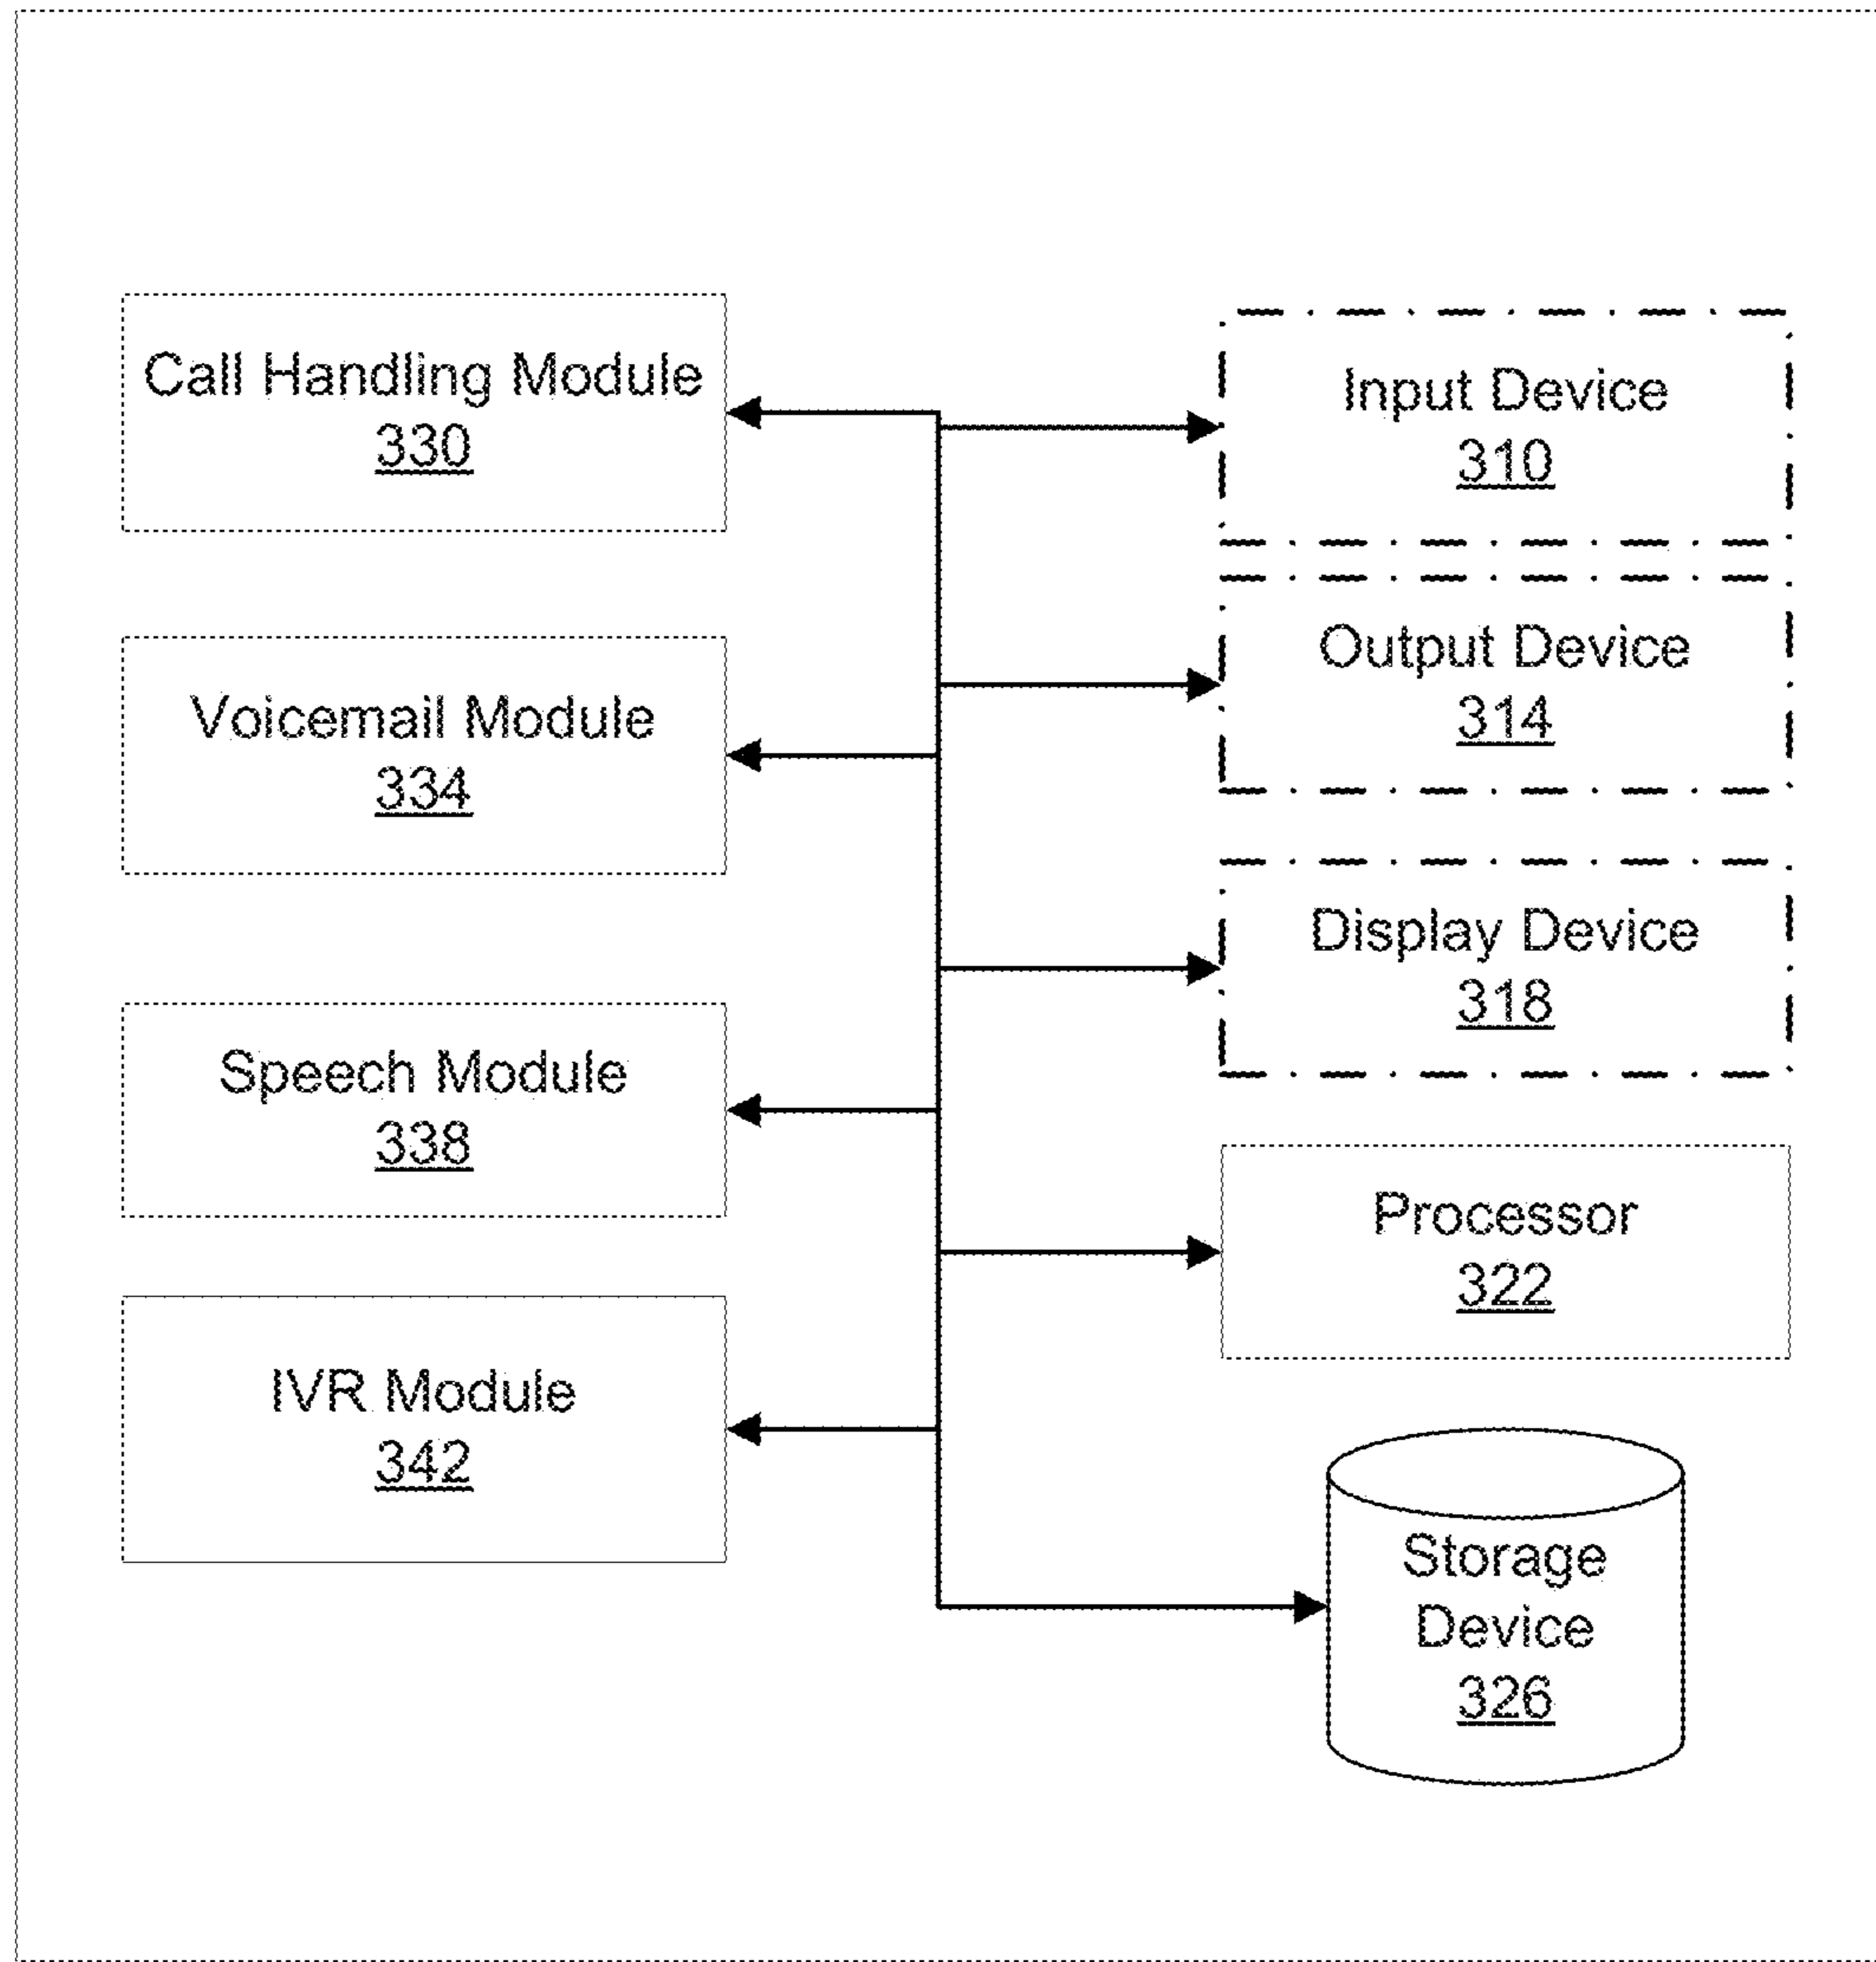 Call Handling Module
330
Voicemail Module
334
Speech Module
338
IVR Module
342
Input Device
310
Output Device
314
Display Device
318
Processor
322
Storage
Device
326